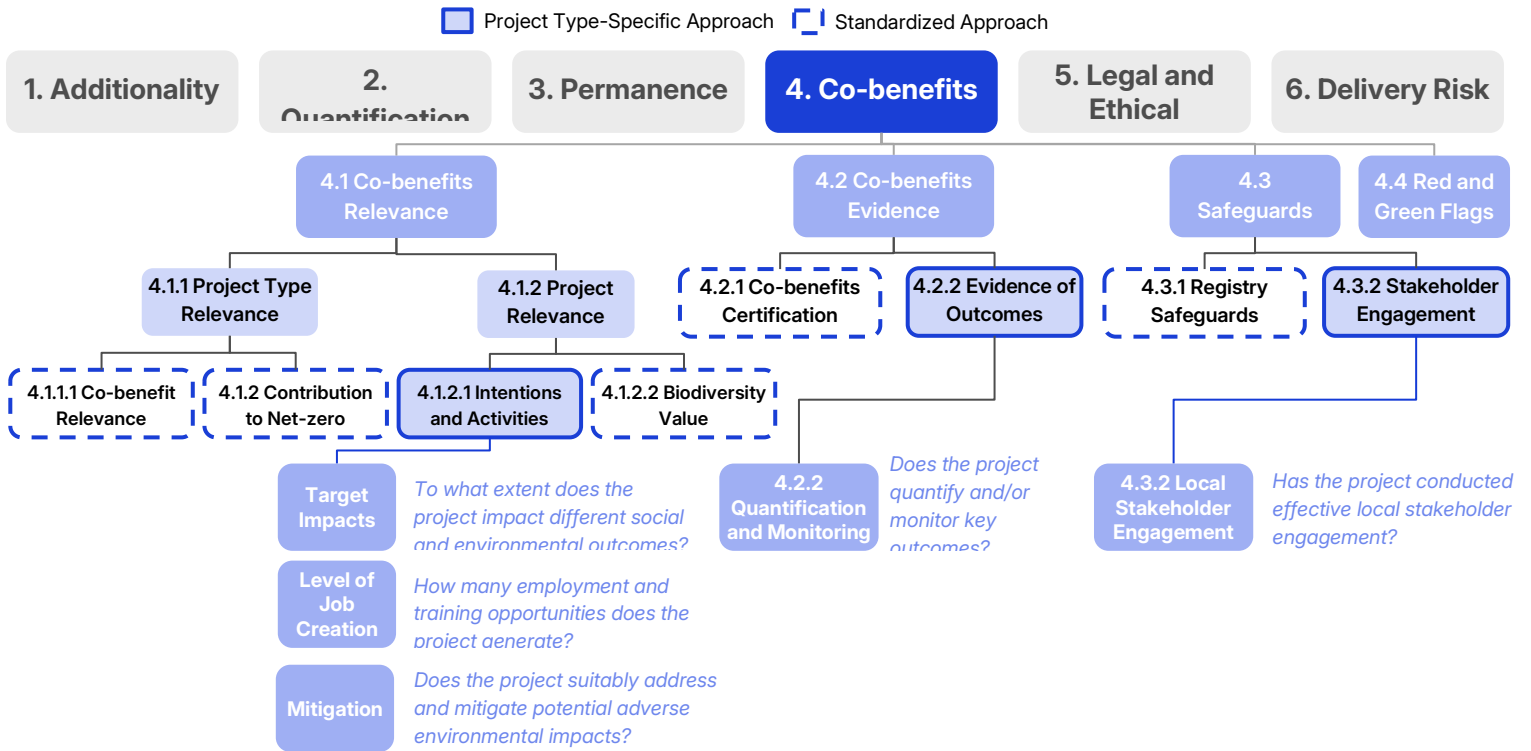 Project Type-Specific Approach
Standardized Approach
1. Additionality
2.
Quantification
3. Permanence
4. Co-benefits
5. Legal and
Ethical
6. Delivery Risk
4.1 Co-benefits
Relevance
4.2 Co-benefits
Evidence
4.3
Safeguards
4.4 Red and
Green Flags
4.1.1 Project Type
Relevance
4.1.2 Project
Relevance
4.2.1 Co-benefits
Certification
4.2.2 Evidence of
Outcomes
4.3.1 Registry
Safeguards
4.3.2 Stakeholder
Engagement
4.1.1.1 Co-benefit
Relevance
4.1.2 Contribution
to Net-zero
4.1.2.1 Intentions
and Activities
4.1.2.2 Biodiversity
Value
Target
Impacts
To what extent does the
project impact different social
and environmental outcomes?
4.2.2
Quantification
and Monitoring
Does the project
quantify and/or
monitor key
outcomes?
4.3.2 Local
Stakeholder
Engagement
Has the project conducted
effective local stakeholder
engagement?
Level of
Job
Creation
How many employment and
training opportunities does the
project generate?
Mitigation
Does the project suitably address
and mitigate potential adverse
environmental impacts?